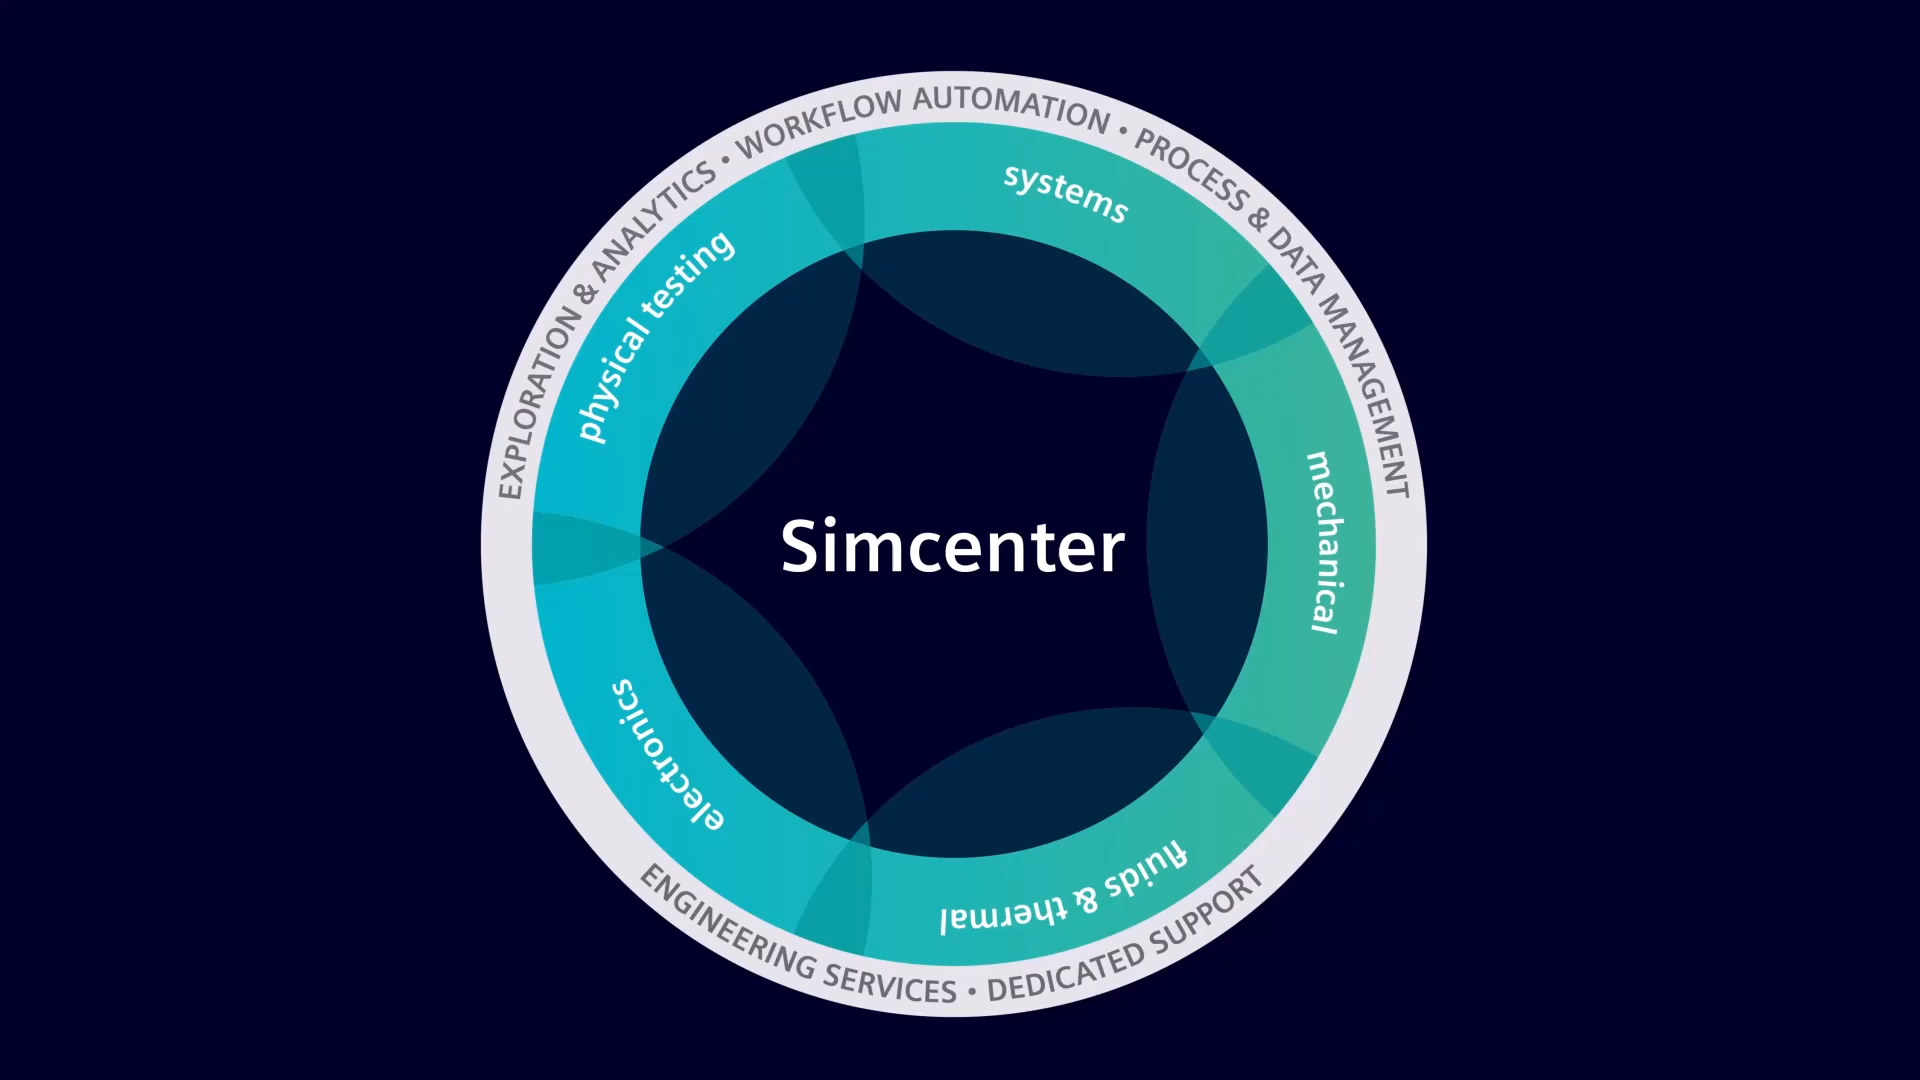 EXPLORATION & ANALYTICS • WORKFLOW AUTOMATION • PROCESS & DATA MANAGEMENT
systems
physical testing
mechanical
Simcenter
electronics
fluids & thermal
ENGINEERING SERVICES • DEDICATED SUPPORT